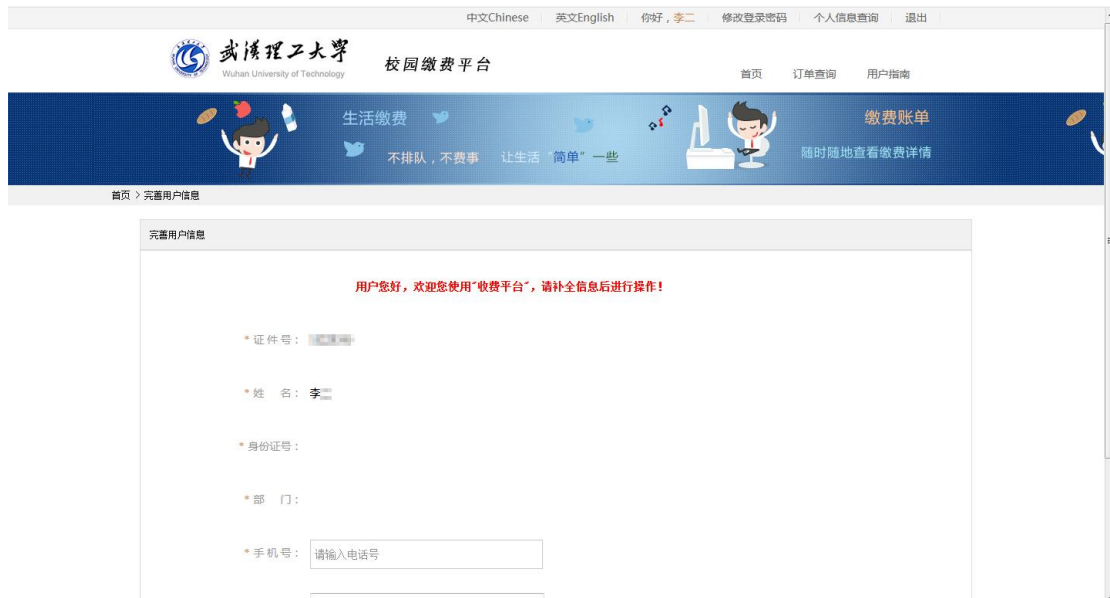 中文Chinese 英文English 你好，李二 修改登录密码 个人信息查询 退出
武汉理工大学
Wuhan University of Technology
校园缴费平台
首页 订单查询 用户指南
生活缴费
不排队，不费事 让生活“简单”一些
缴费账单
随时随地查看缴费详情
首页 > 完善用户信息
完善用户信息
用户您好，欢迎您使用"收费平台"，请补全信息后进行操作！
*证件号：
*姓 名：李
*身份证号：
*部 门：
*手机号：请输入电话号